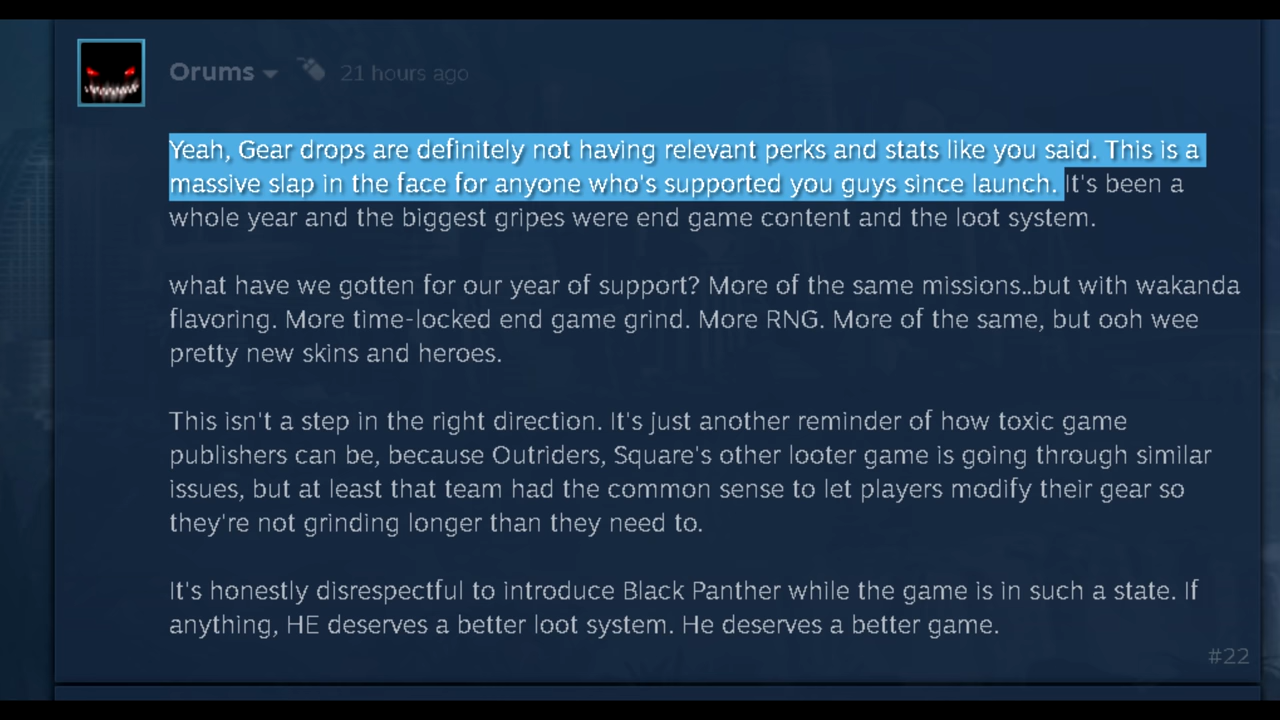 Orums
21 hours ago
Yeah, Gear drops are definitely not having relevant perks and stats like you said. This is a
massive slap in the face for anyone who's supported you guys since launch. It's been a
whole year and the biggest gripes were end game content and the loot system.
what have we gotten for our year of support? More of the same missions..but with wakanda
flavoring. More time-locked end game grind. More RNG. More of the same, but ooh wee
pretty new skins and heroes.
This isn't a step in the right direction. It's just another reminder of how toxic game
publishers can be, because Outriders, Square's other looter game is going through similar
issues, but at least that team had the common sense to let players modify their gear so
they're not grinding longer than they need to.
It's honestly disrespectful to introduce Black Panther while the game is in such a state. If
anything, HE deserves a better loot system. He deserves a better game.
#22